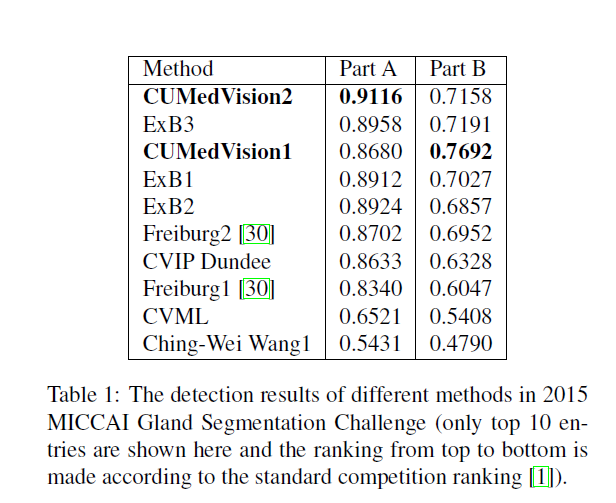 Method Part A Part B
CUMedVision2 0.9116 0.7158
ExB3 0.8958 0.7191
CUMedVision1 0.8680 0.7692
ExB1 0.8912 0.7027
ExB2 0.8924 0.6857
Freiburg2 [30] 0.8702 0.6952
CVIP Dundee 0.8633 0.6328
Freiburg1 [30] 0.8340 0.6047
CVML 0.6521 0.5408
Ching-Wei Wang1 0.5431 0.4790
Table 1: The detection results of different methods in 2015
MICCAI Gland Segmentation Challenge (only top 10 en-
tries are shown here and the ranking from top to bottom is
made according to the standard competition ranking [1]).